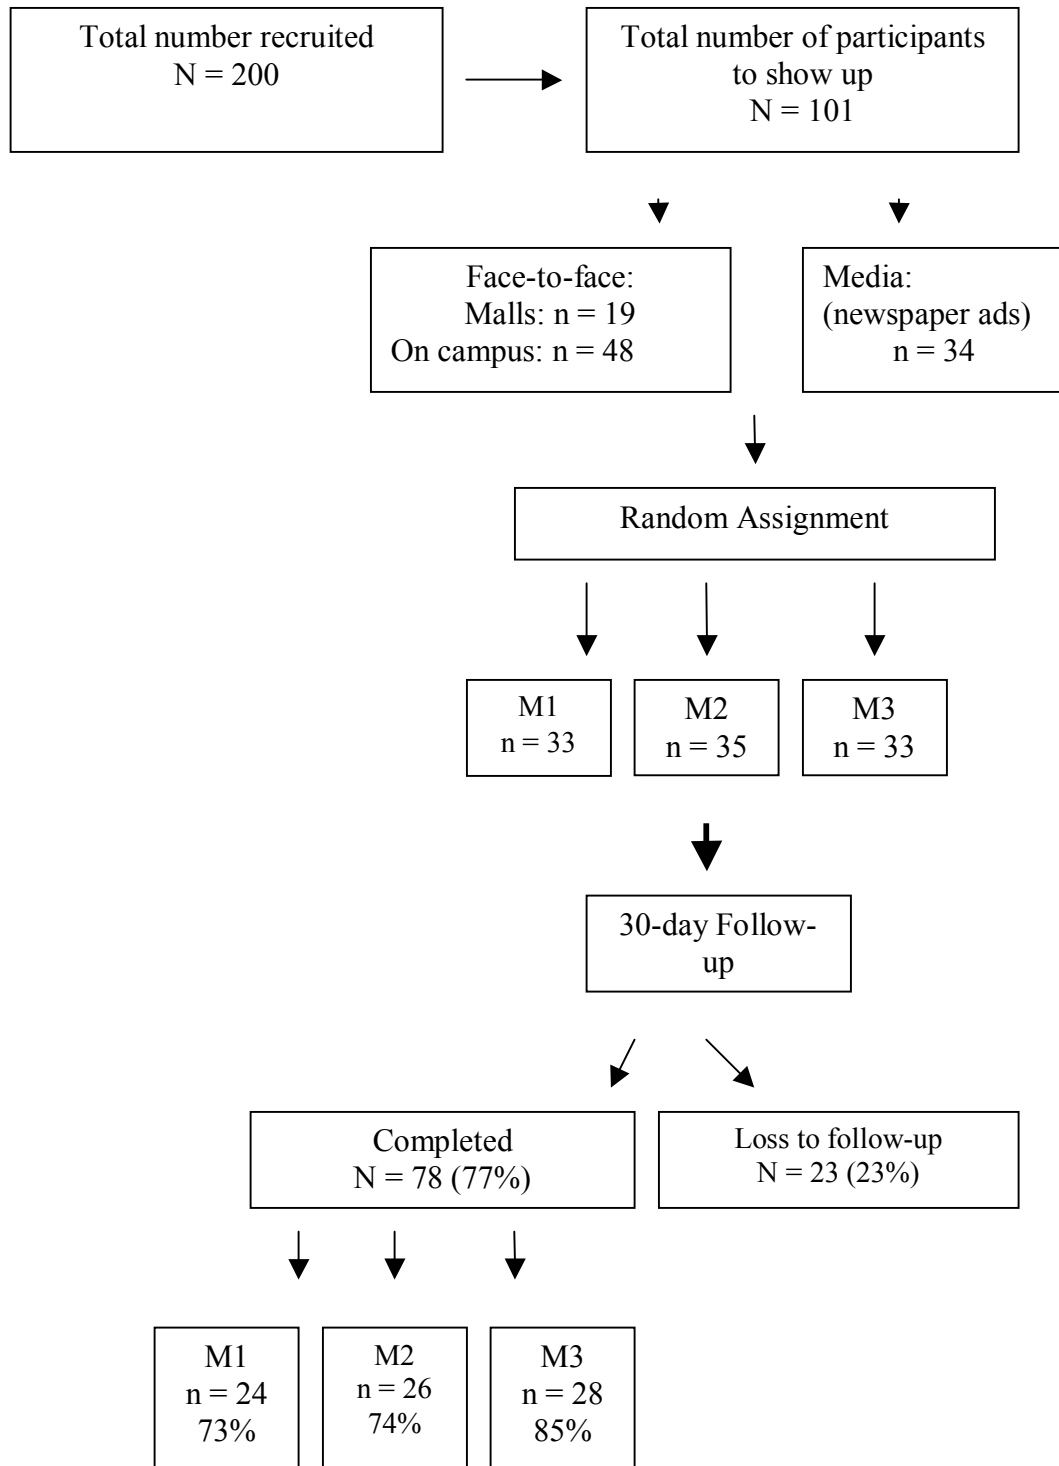 Total number recruited
N = 200
Total number of participants
to show up
N = 101
Face-to-face:
Malls: n = 19
On campus: n = 48
Media:
(newspaper ads)
n = 34
Random Assignment
M1
n = 33
M2
n = 35
M3
n = 33
30-day Follow-
up
Completed
N = 78 (77%)
Loss to follow-up
N = 23 (23%)
M1
n = 24
73%
M2
n = 26
74%
M3
n = 28
85%